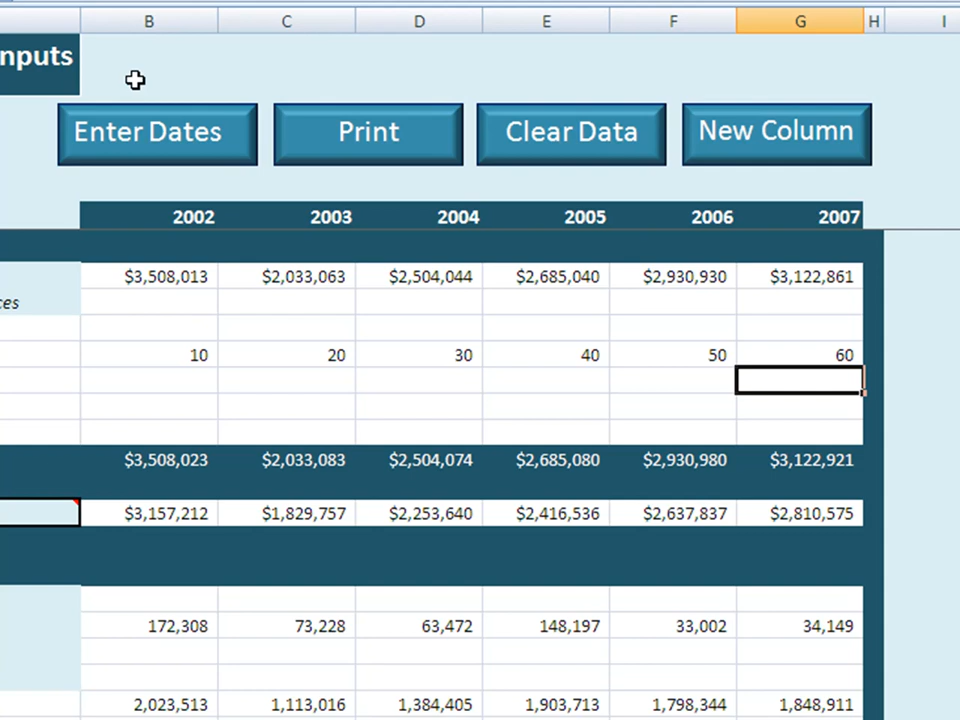 B C D E F G H I
nputs
Enter Dates Print Clear Data New Column
2002 2003 2004 2005 2006 2007
$3,508,013 $2,033,063 $2,504,044 $2,685,040 $2,930,930 $3,122,861
ces
10 20 30 40 50 60
$3,508,023 $2,033,083 $2,504,074 $2,685,080 $2,930,980 $3,122,921
$3,157,212 $1,829,757 $2,253,640 $2,416,536 $2,637,837 $2,810,575
172,308 73,228 63,472 148,197 33,002 34,149
2,023,513 1,113,016 1,384,405 1,903,713 1,798,344 1,848,911